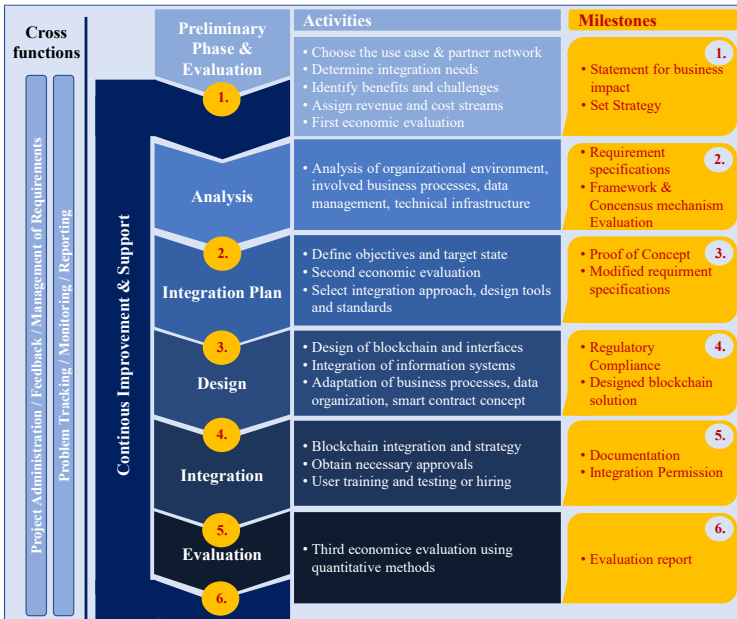 Cross
functions
Project Administration / Feedback / Management of Requirements
Problem Tracking / Monitoring / Reporting
Continous Improvement & Support
Preliminary
Phase &
Evaluation
1.
Analysis
2.
Integration Plan
3.
Design
4.
Integration
5.
Evaluation
6.
Activities
• Choose the use case & partner network
• Determine integration needs
• Identify benefits and challenges
• Assign revenue and cost streams
• First economic evaluation
• Analysis of organizational environment,
involved business processes, data
management, technical infrastructure
• Define objectives and target state
• Second economic evaluation
• Select integration approach, design tools
and standards
• Design of blockchain and interfaces
• Integration of information systems
• Adaptation of business processes, data
organization, smart contract concept
• Blockchain integration and strategy
• Obtain necessary approvals
• User training and testing or hiring
• Third economice evaluation using
quantitative methods
Milestones
1.
• Statement for business
impact
• Set Strategy
2.
• Requirement
specifications
• Framework &
Concensus mechanism
Evaluation
3.
• Proof of Concept
• Modified requirment
specifications
4.
• Regulatory
Compliance
• Designed blockchain
solution
5.
• Documentation
• Integration Permission
6.
• Evaluation report